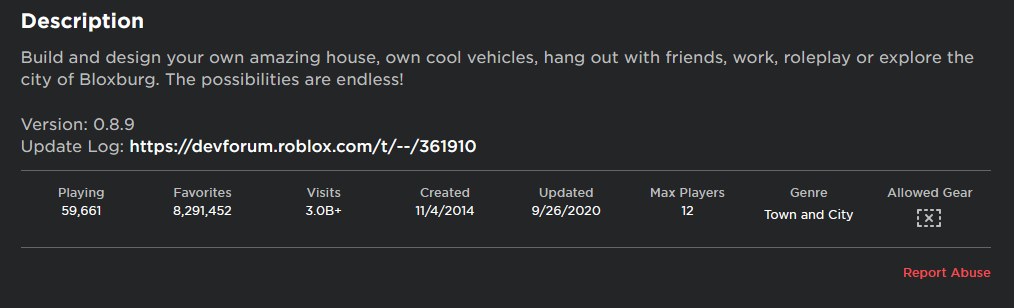 Description
Build and design your own amazing house, own cool vehicles, hang out with friends, work, roleplay or explore the
city of Bloxburg. The possibilities are endless!
Version: 0.8.9
Update Log: https://devforum.roblox.com/t/--/361910
Playing Favorites Visits Created Updated Max Players Genre Allowed Gear
59,661 8,291,452 3.0B+ 11/4/2014 9/26/2020 12 Town and City
Report Abuse